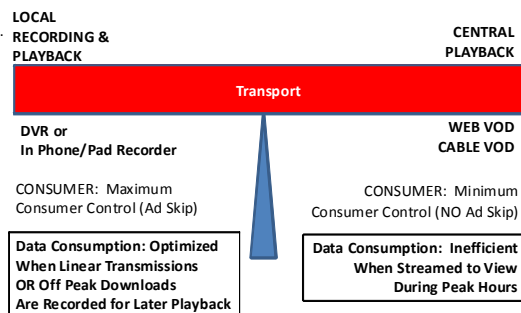 LOCAL
RECORDING &
PLAYBACK
CENTRAL
PLAYBACK
Transport
DVR or
In Phone/Pad Recorder
WEB VOD
CABLE VOD
CONSUMER: Maximum
Consumer Control (Ad Skip)
CONSUMER: Minimum
Consumer Control (NO Ad Skip)
Data Consumption: Optimized
When Linear Transmissions
OR Off Peak Downloads
Are Recorded for Later Playback
Data Consumption: Inefficient
When Streamed to View
During Peak Hours